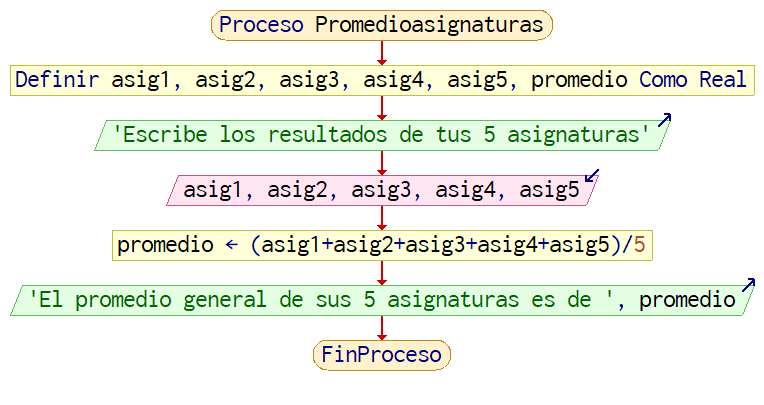 Proceso Promedioasignaturas
Definir asig1, asig2, asig3, asig4, asig5, promedio Como Real
'Escribe los resultados de tus 5 asignaturas'
asig1, asig2, asig3, asig4, asig5
promedio ← (asig1+asig2+asig3+asig4+asig5)/5
'El promedio general de sus 5 asignaturas es de ', promedio
FinProceso